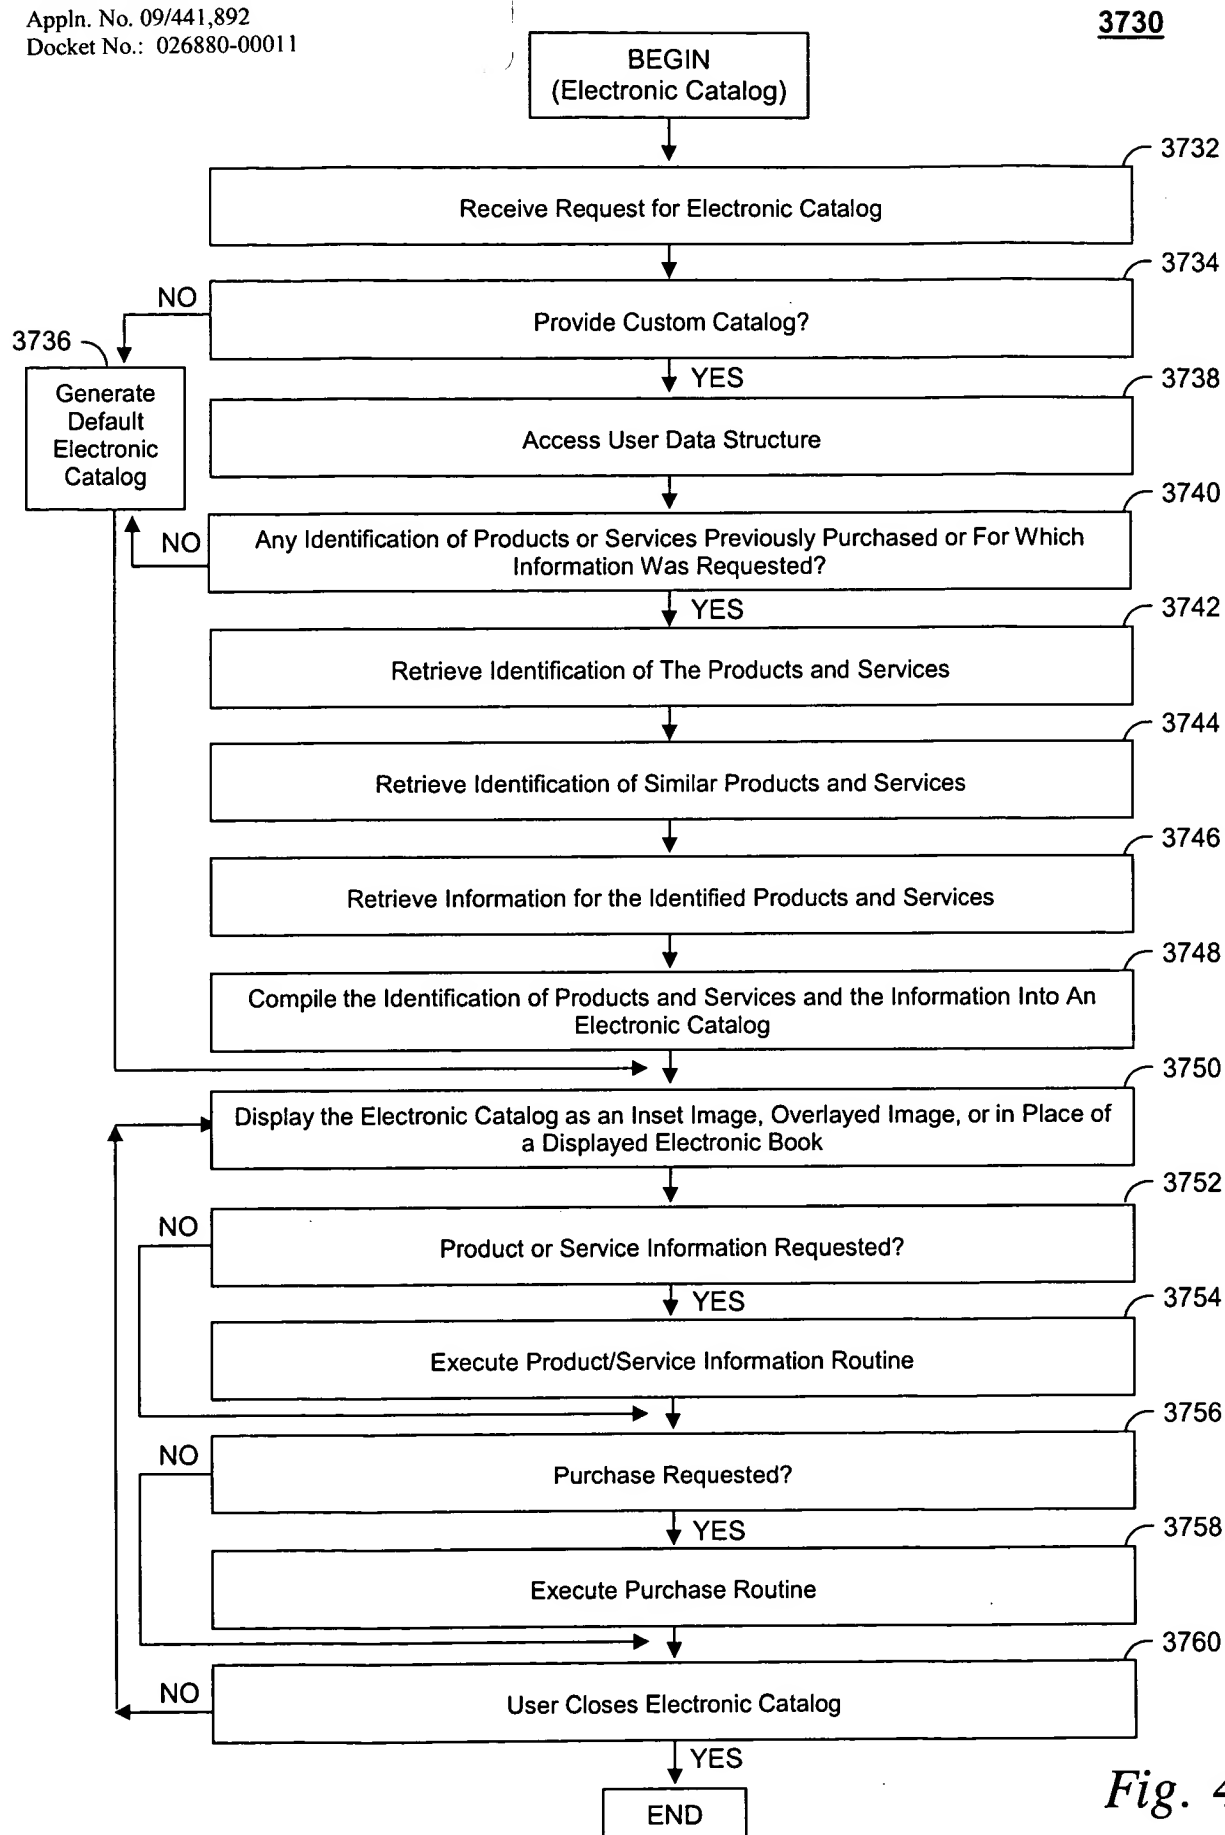 Appln. No. 09/441,892
Docket No.: 026880-00011
3730
BEGIN
(Electronic Catalog)
3732
Receive Request for Electronic Catalog
3734
NO
Provide Custom Catalog?
3736
YES
3738
Generate
Default
Electronic
Catalog
Access User Data Structure
3740
NO
Any Identification of Products or Services Previously Purchased or For Which
Information Was Requested?
YES
3742
Retrieve Identification of The Products and Services
3744
Retrieve Identification of Similar Products and Services
3746
Retrieve Information for the Identified Products and Services
3748
Compile the Identification of Products and Services and the Information Into An
Electronic Catalog
3750
Display the Electronic Catalog as an Inset Image, Overlayed Image, or in Place of
a Displayed Electronic Book
3752
NO
Product or Service Information Requested?
YES
3754
Execute Product/Service Information Routine
3756
NO
Purchase Requested?
YES
3758
Execute Purchase Routine
3760
NO
User Closes Electronic Catalog
YES
END
Fig. 4